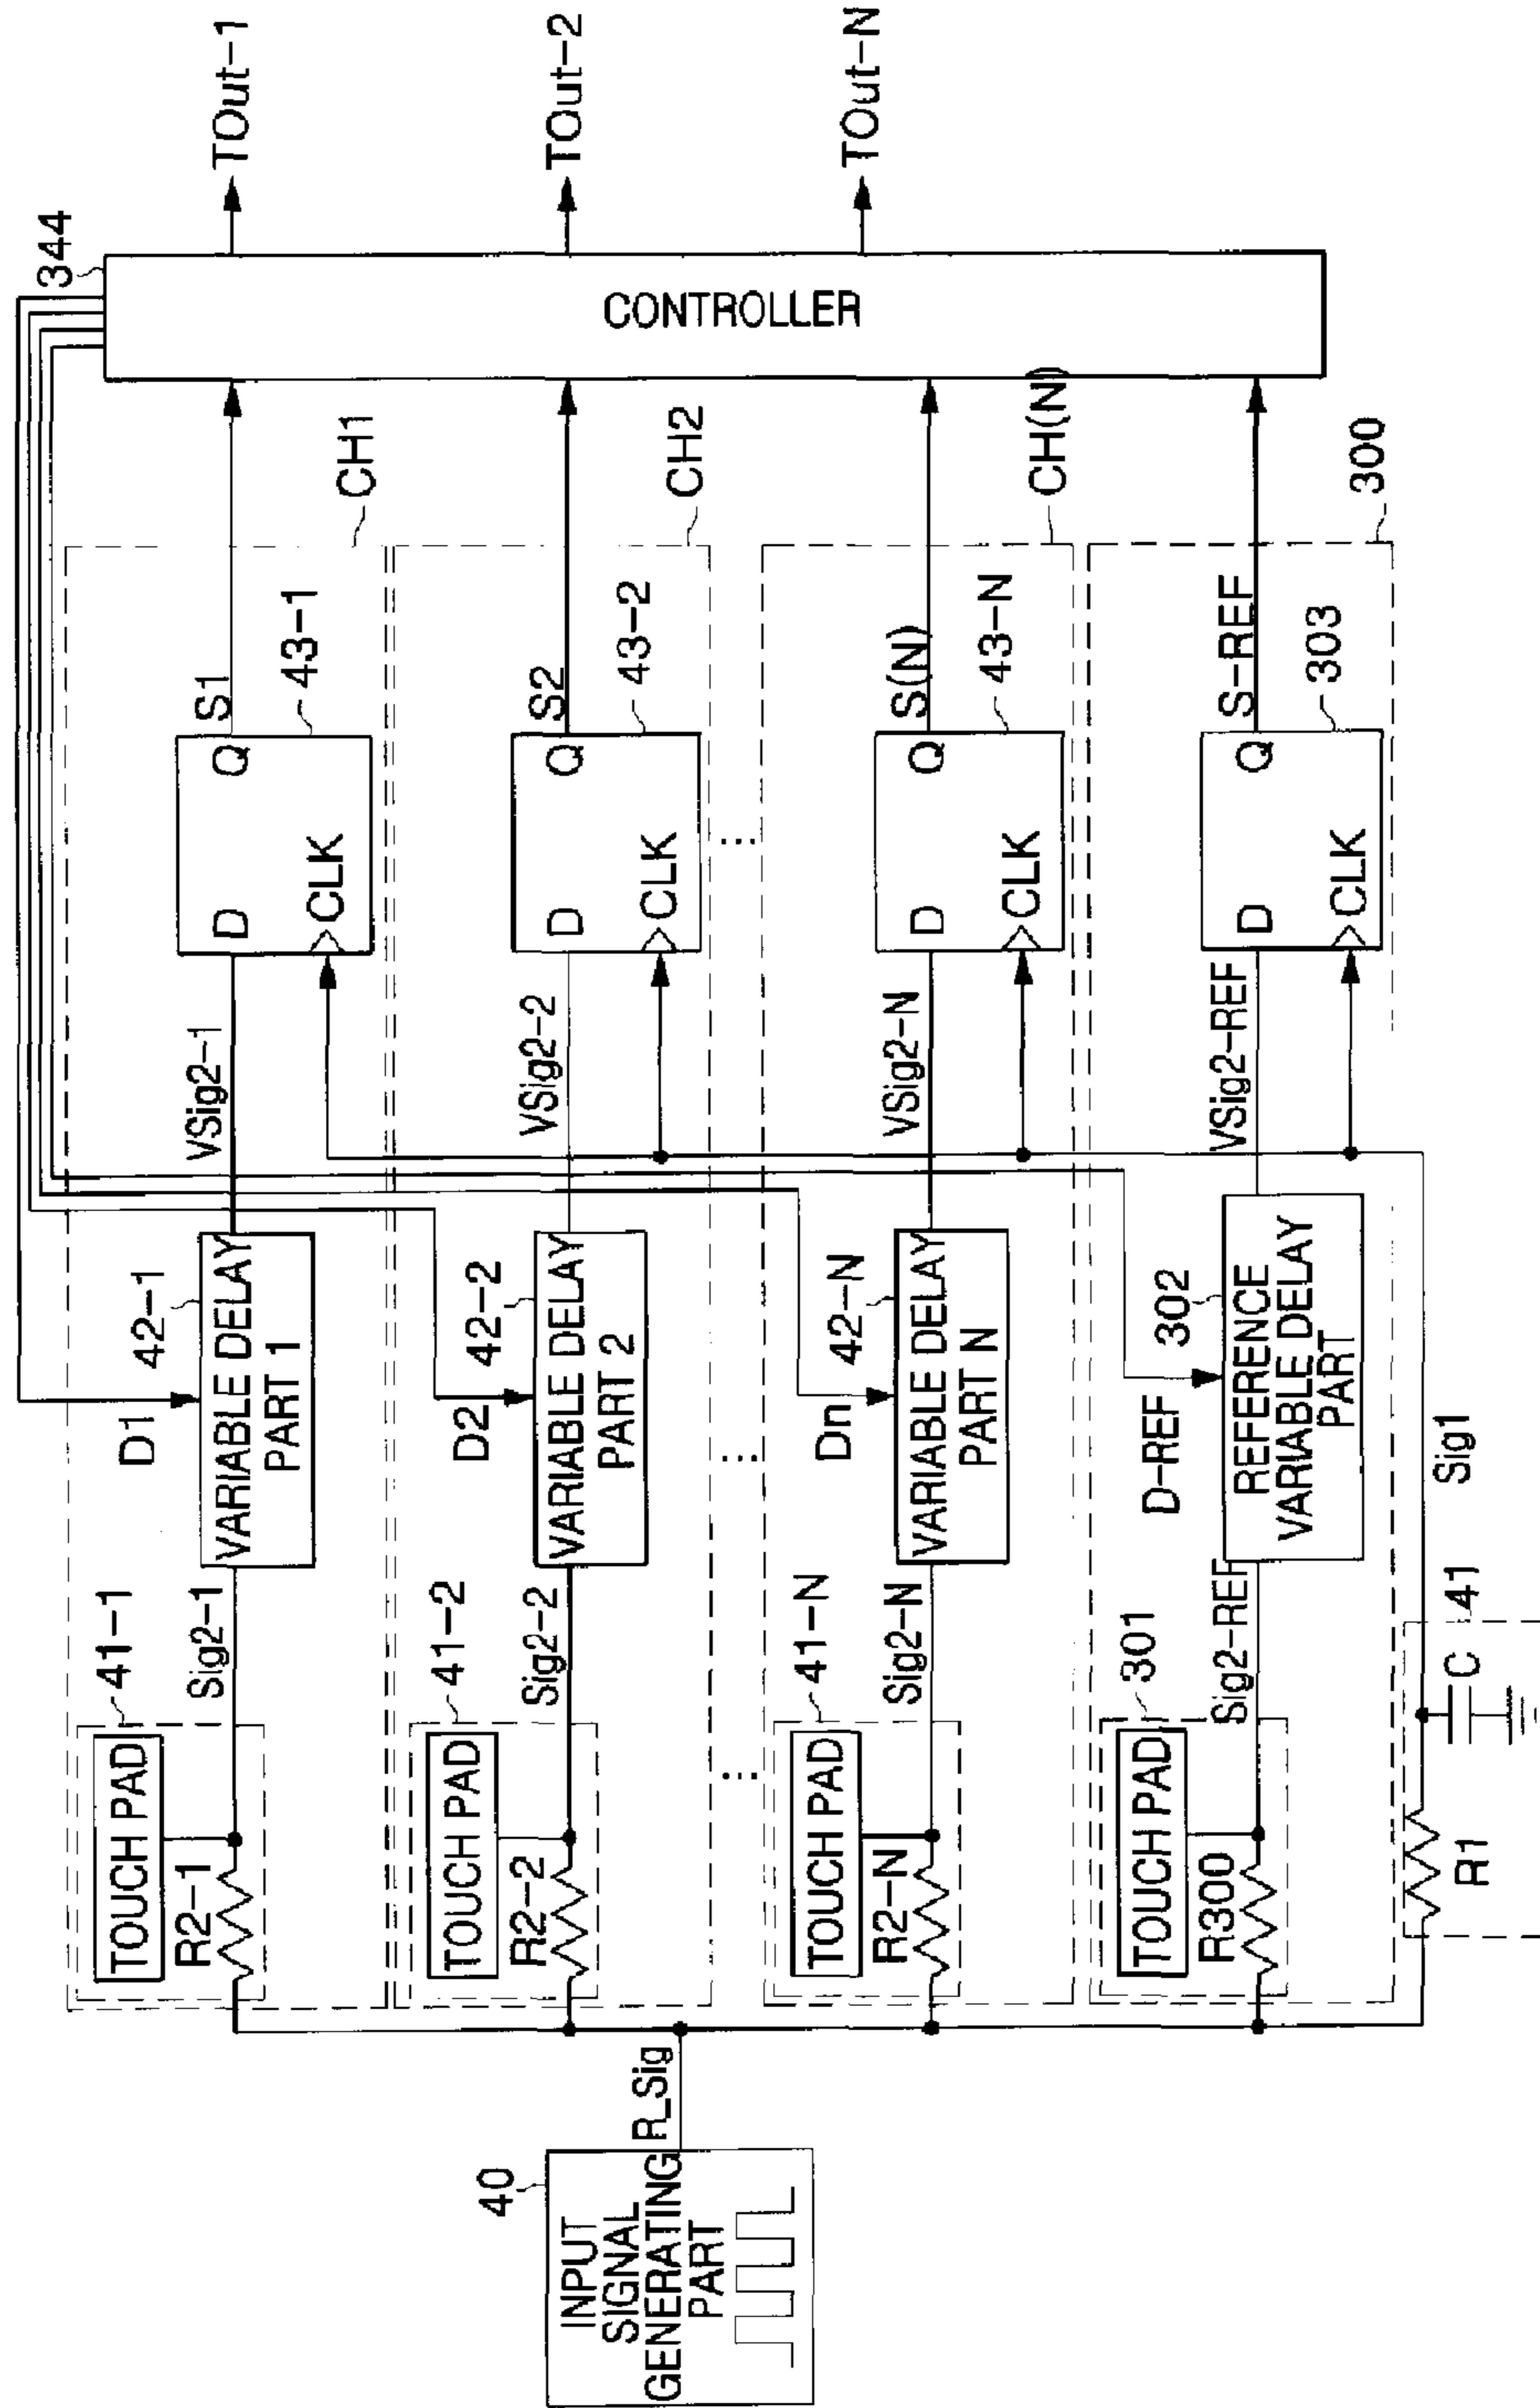 40
INPUT
SIGNAL
GENERATING
PART
R_Sig
TOUCH PAD
41-1
R2-1
Sig2-1
D1
42-1
VARIABLE DELAY
PART 1
VSig2-1
D
Q
CLK
S1
43-1
CH1
TOUCH PAD
41-2
R2-2
Sig2-2
D2
42-2
VARIABLE DELAY
PART 2
VSig2-2
D
Q
CLK
S2
43-2
CH2
...
...
...
TOUCH PAD
41-N
R2-N
Sig2-N
Dn
42-N
VARIABLE DELAY
PART N
VSig2-N
D
Q
CLK
S(N)
43-N
CH(N)
TOUCH PAD
301
R300
Sig2-REF
D-REF
302
REFERENCE
VARIABLE DELAY
PART
VSig2-REF
D
Q
CLK
S-REF
303
300
R1
C
41
Sig1
344
CONTROLLER
TOut-1
TOut-2
TOut-N